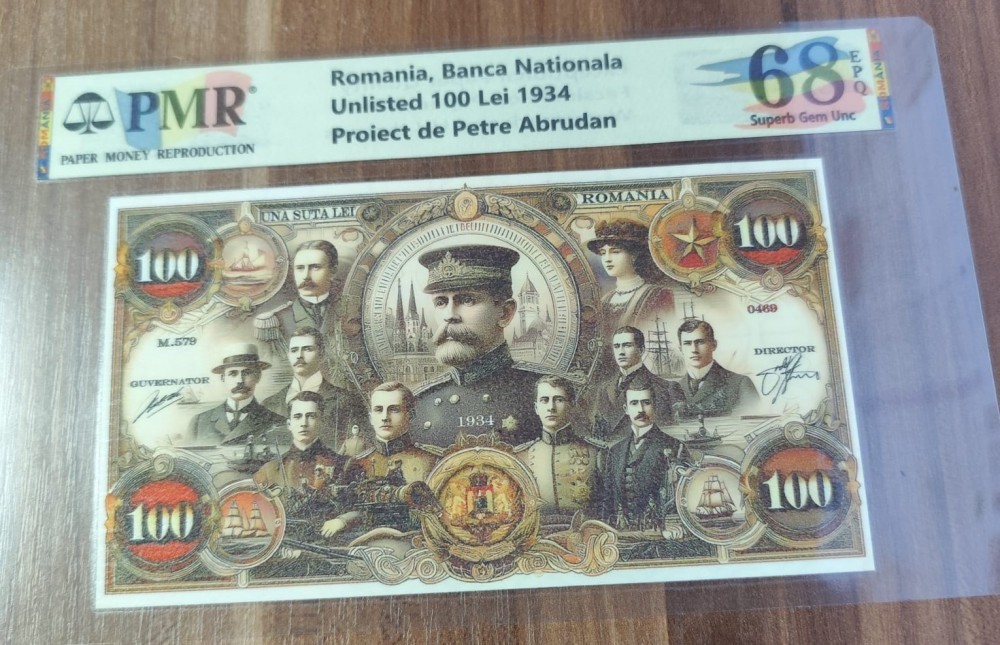 PMR
PAPER MONEY REPRODUCTION
Romania, Banca Nationala
Unlisted 100 Lei 1934
Proiect de Petre Abrudan
68
EPQ
Superb Gem Unc
UNA SUTA LEI
ROMANIA
100
100
M.579
0469
GUVERNATOR
DIRECTOR
1934
100
100